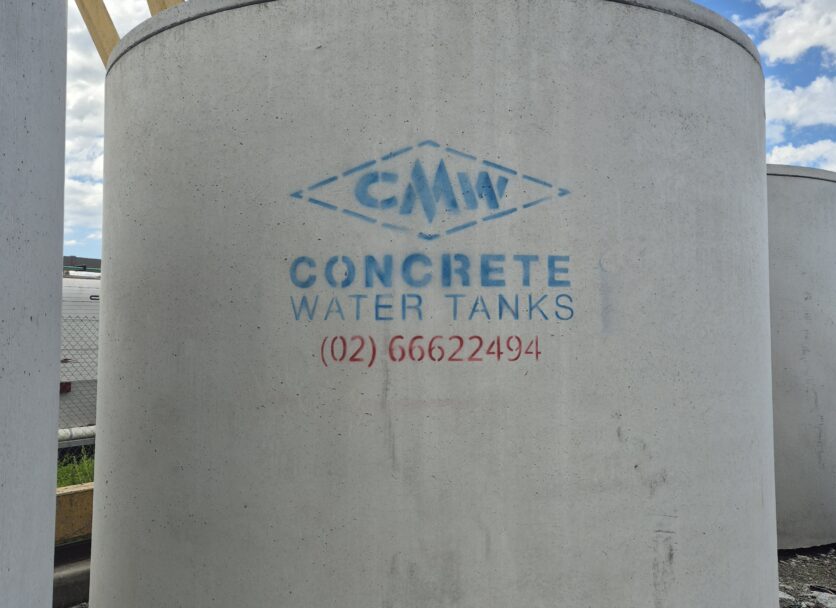 CMW
CONCRETE
WATER TANKS
(02) 66622494